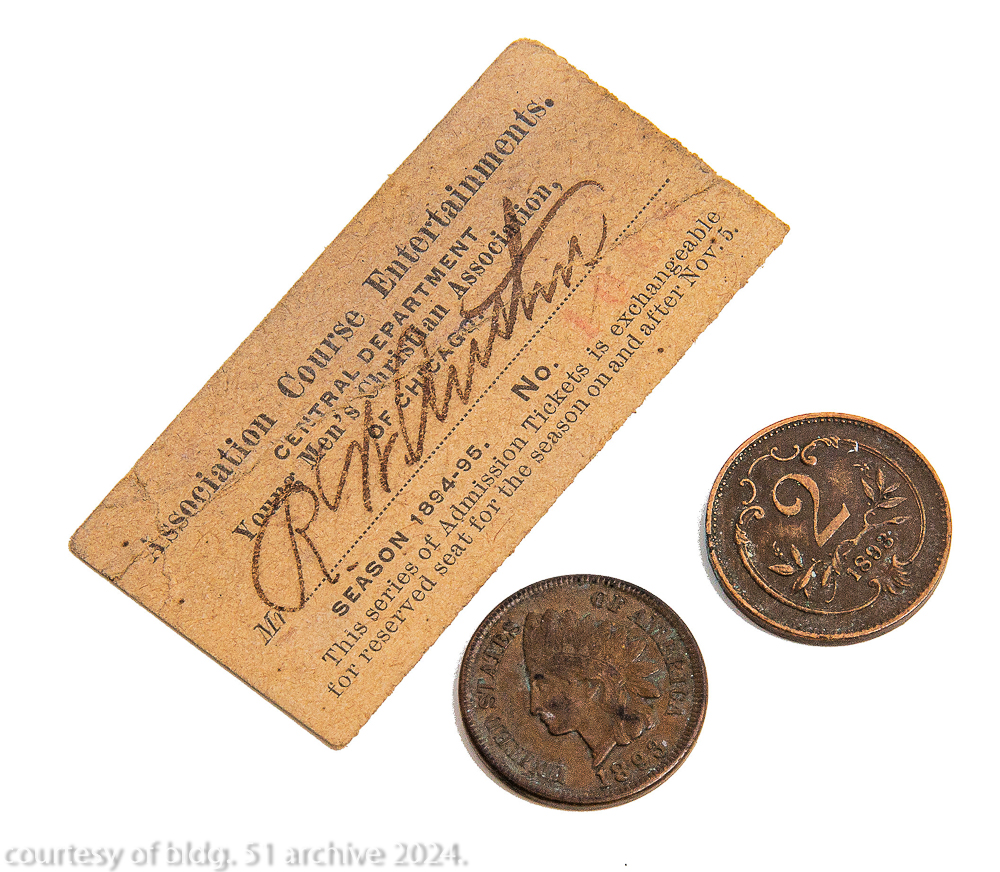 Association Course Entertainments.
CENTRAL DEPARTMENT
Young Men's Christian Association,
OF CHICAGO.
Mr
SEASON 1894-95. No.
This series of Admission Tickets is exchangeable
for reserved seat for the season on and after Nov. 5.
2
1893
UNITED STATES OF AMERICA
1893
courtesy of bldg. 51 archive 2024.